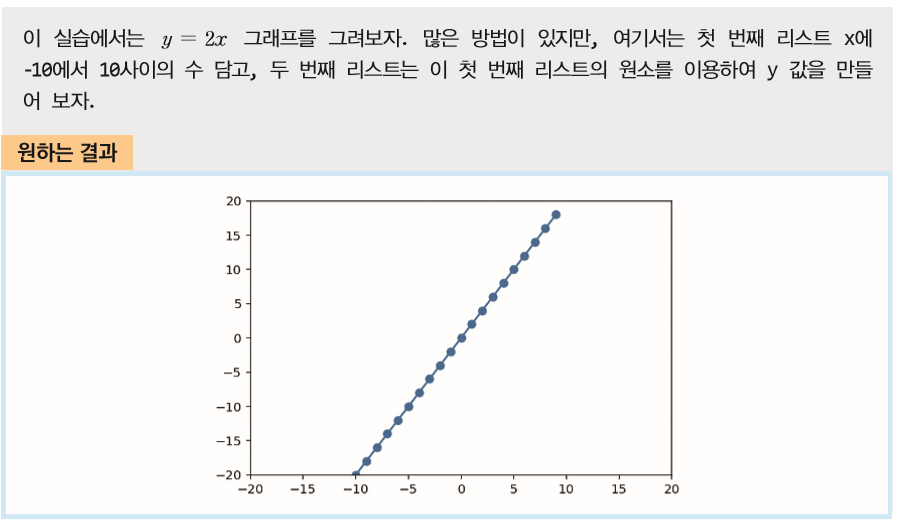 이 실습에서는 y = 2x 그래프를 그려보자. 많은 방법이 있지만, 여기서는 첫 번째 리스트 x에
-10에서 10사이의 수 담고, 두 번째 리스트는 이 첫 번째 리스트의 원소를 이용하여 y 값을 만들
어 보자.
원하는 결과
20
15
10
5
0
−5
−10
−15
−20
−20 −15 −10 −5 0 5 10 15 20